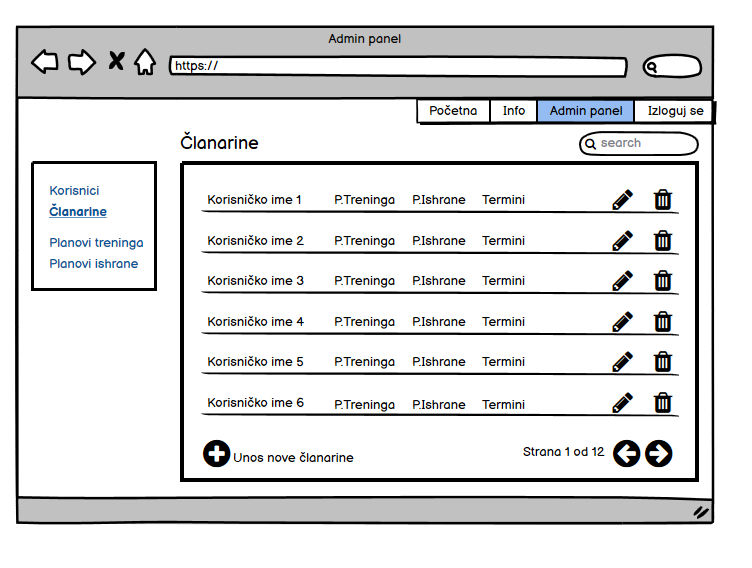 Admin panel
https://
Početna Info Admin panel Izloguj se
Članarine
search
Korisnici
Članarine
Planovi treninga
Planovi ishrane
Korisničko ime 1 P.Treninga P.Ishrane Termini
Korisničko ime 2 P.Treninga P.Ishrane Termini
Korisničko ime 3 P.Treninga P.Ishrane Termini
Korisničko ime 4 P.Treninga P.Ishrane Termini
Korisničko ime 5 P.Treninga P.Ishrane Termini
Korisničko ime 6 P.Treninga P.Ishrane Termini
Unos nove članarine
Strana 1 od 12